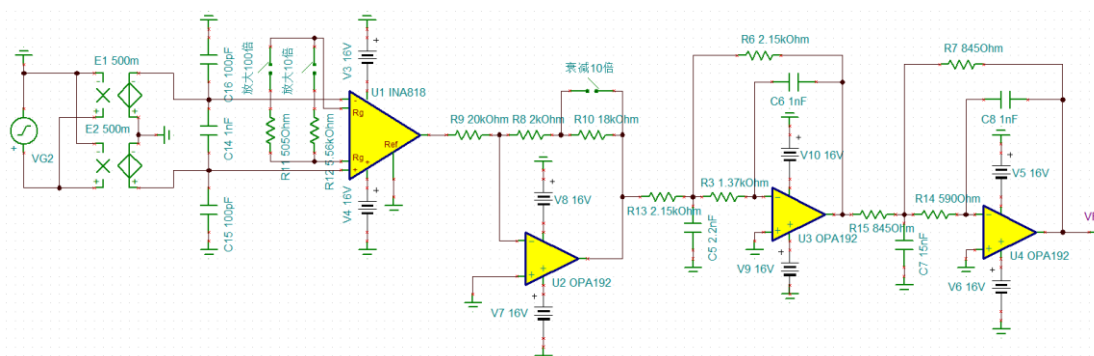 E1 500m
E2 500m
VG2
C16 100pF
C14 1nF
C15 100pF
放大100倍
放大10倍
R11 505Ohm
R12 5.56kOhm
V3 16V
U1 INA818
-
Rg
Rg
+
Ref
V4 16V
R9 20kOhm
R8 2kOhm
衰减10倍
R10 18kOhm
V8 16V
U2 OPA192
V7 16V
R13 2.15kOhm
C5 2.2nF
R6 2.15kOhm
C6 1nF
R3 1.37kOhm
V10 16V
U3 OPA192
V9 16V
R15 845Ohm
C7 15nF
R7 845Ohm
C8 1nF
R14 590Ohm
V5 16V
U4 OPA192
V6 16V